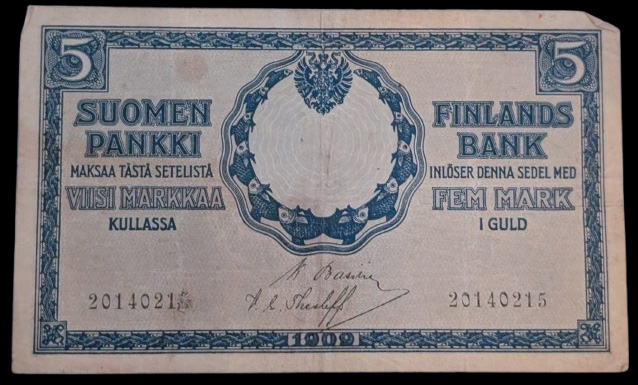 5 5
SUOMEN
PANKKI
MAKSAA TÄSTÄ SETELISTÄ
VIISI MARKKAA
KULLASSA
FINLANDS
BANK
INLÖSER DENNA SEDEL MED
FEM MARK
I GULD
20140215 20140215
1909